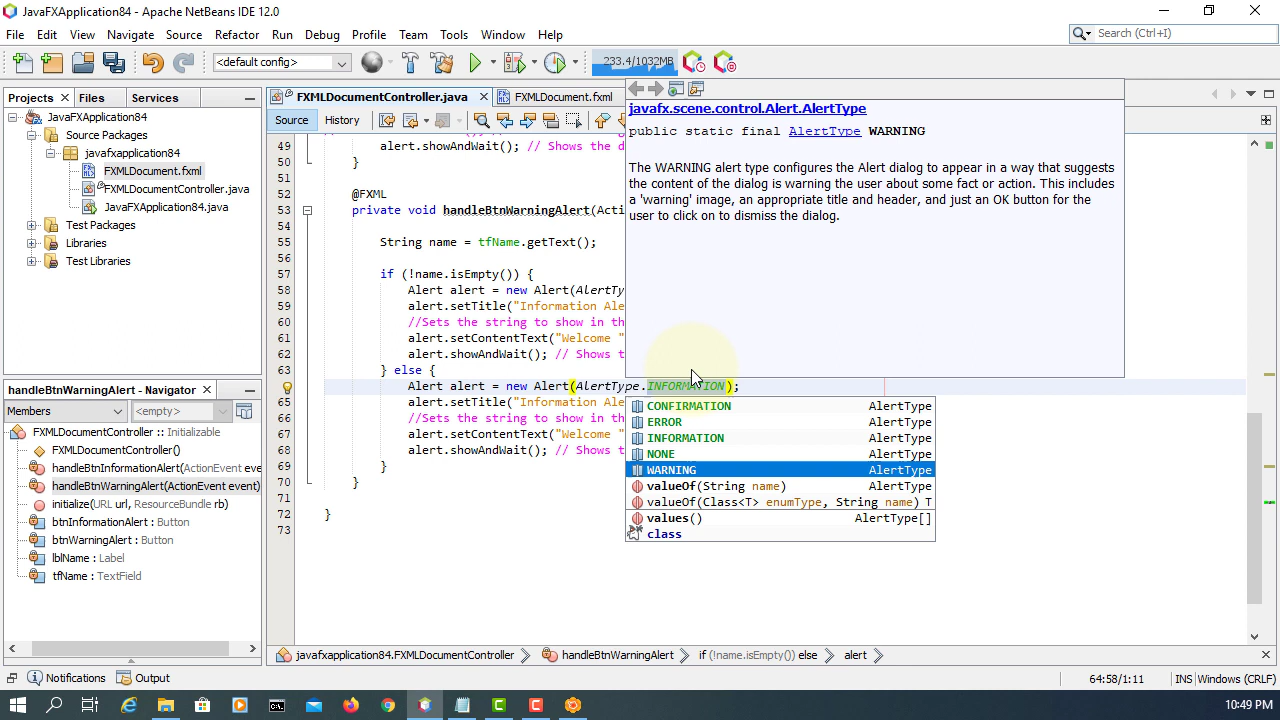 JavaFXApplication84 - Apache NetBeans IDE 12.0
File Edit View Navigate Source Refactor Run Debug Profile Team Tools Window Help
Search (Ctrl+I)
<default config>
233.4/1032MB
Projects
Files
Services
JavaFXApplication84
Source Packages
javafxapplication84
FXMLDocument.fxml
FXMLDocumentController.java
JavaFXApplication84.java
Test Packages
Libraries
Test Libraries
handleBtnWarningAlert - Navigator
Members
<empty>
FXMLDocumentController :: Initializable
FXMLDocumentController()
handleBtnInformationAlert(ActionEvent eve
handleBtnWarningAlert(ActionEvent event)
initialize(URL url, ResourceBundle rb)
btnInformationAlert : Button
btnWarningAlert : Button
lblName : Label
tfName : TextField
FXMLDocumentController.java
FXMLDocument.fxml
Source
History
49 alert.showAndWait(); // Shows the d
50 }
51
52 @FXML
53 private void handleBtnWarningAlert(Acti
54
55 String name = tfName.getText();
56
57 if (!name.isEmpty()) {
58 Alert alert = new Alert(AlertTy
59 alert.setTitle("Information Ale
60 //Sets the string to show in th
61 alert.setContentText("Welcome "
62 alert.showAndWait(); // Shows t
63 } else {
Alert alert = new Alert(AlertType.INFORMATION);
65 alert.setTitle("Information Ale
66 //Sets the string to show in th
67 alert.setContentText("Welcome "
68 alert.showAndWait(); // Shows t
69 }
70 }
71
72 }
73
javafx.scene.control.Alert.AlertType
public static final AlertType WARNING
The WARNING alert type configures the Alert dialog to appear in a way that suggests
the content of the dialog is warning the user about some fact or action. This includes
a 'warning' image, an appropriate title and header, and just an OK button for the
user to click on to dismiss the dialog.
CONFIRMATION AlertType
ERROR AlertType
INFORMATION AlertType
NONE AlertType
WARNING AlertType
valueOf(String name) AlertType
valueOf(Class<T> enumType, String name) T
values() AlertType[]
class
javafxapplication84.FXMLDocumentController
handleBtnWarningAlert
if (!name.isEmpty()) else
alert
Notifications
Output
64:58/1:11
INS
Windows (CRLF)
10:49 PM